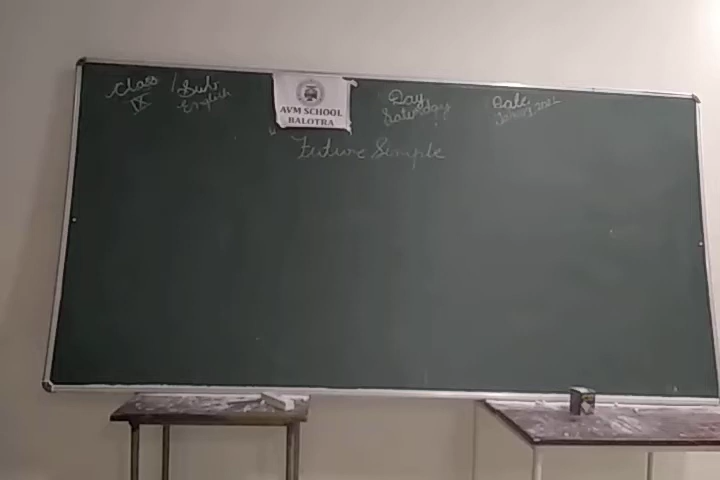 Class / Sub
IX English
AVM SCHOOL
BALOTRA
Day
Saturday
Date
Future Simple